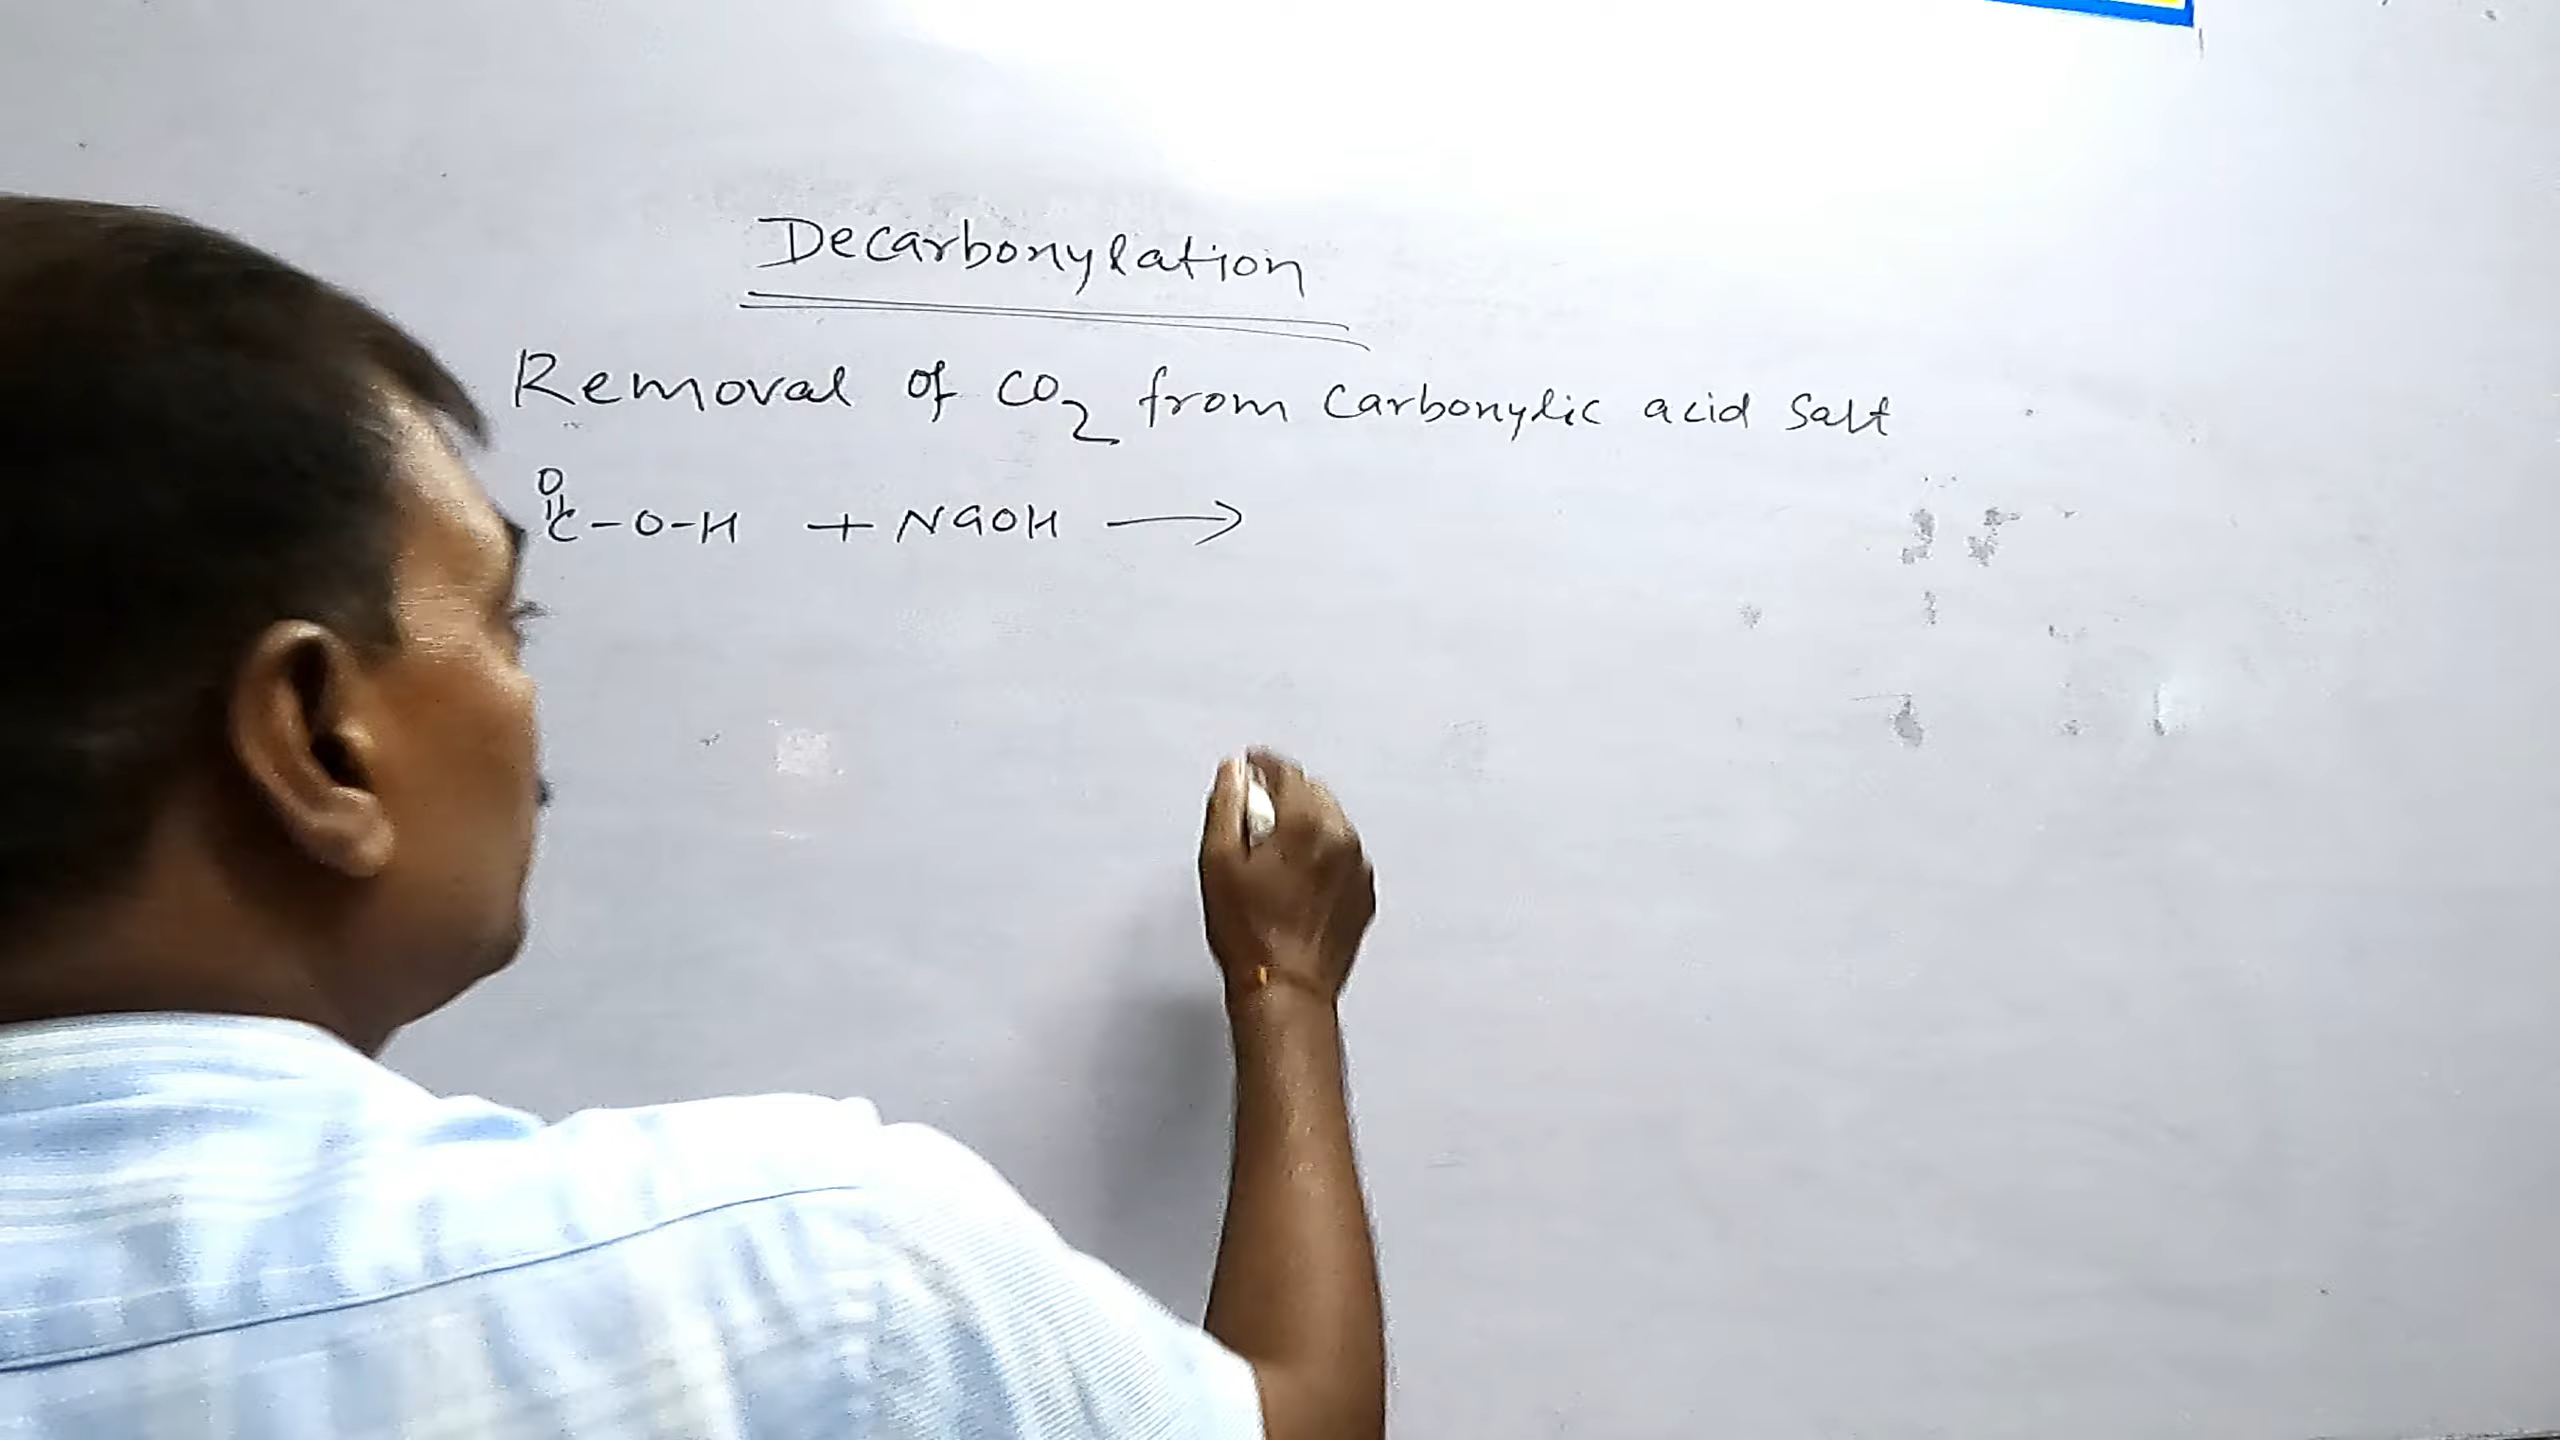 Decarbonylation
Removal of CO2 from Carbonylic acid Salt
O
C-O-H + NaOH →